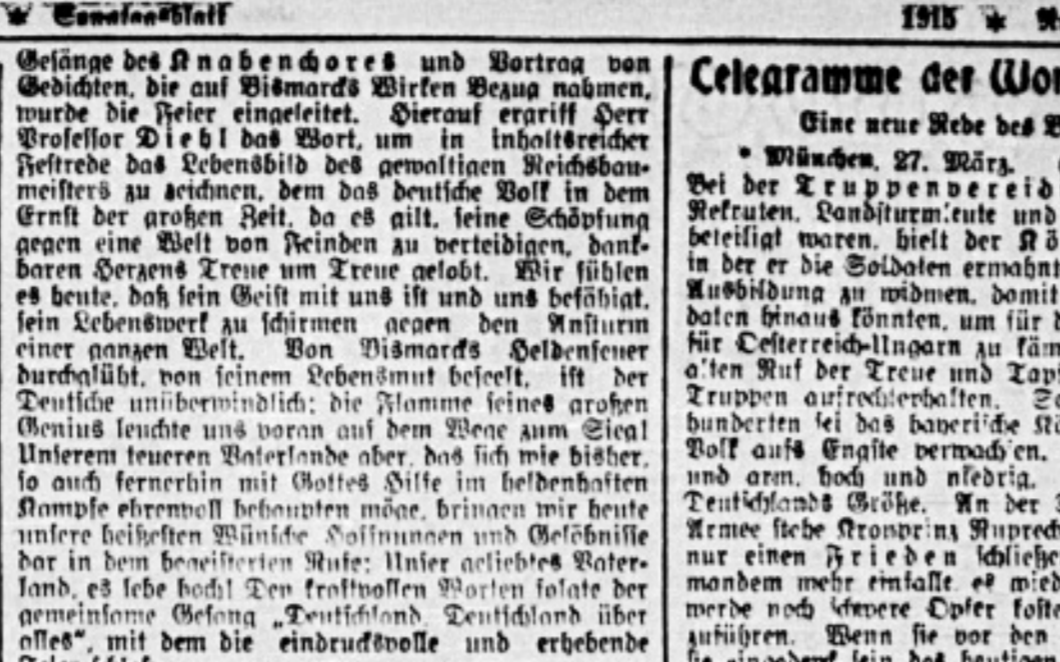 * Sonntagsblatt
1915 *
Gesänge des Knabenchores und Vortrag von
Gedichten, die auf Bismarcks Wirken Bezug nahmen,
wurde die Feier eingeleitet. Hierauf ergriff Herr
Professor Diehl das Wort, um in inhaltsreicher
Festrede das Lebensbild des gewaltigen Reichsbau-
meisters zu zeichnen, dem das deutsche Volk in dem
Ernst der großen Zeit, da es gilt, seine Schöpfung
gegen eine Welt von Feinden zu verteidigen, dank-
baren Herzens Treue um Treue gelobt. Wir fühlen
es heute, daß sein Geist mit uns ist und uns befähigt,
sein Lebenswerk zu schirmen gegen den Ansturm
einer ganzen Welt. Von Bismarcks Heldenfeuer
durchglüht, von seinem Lebensmut beseelt, ist der
Deutsche unüberwindlich; die Flamme seines großen
Genius leuchte uns voran auf dem Wege zum Sieg!
Unserem teueren Vaterlande aber, das sich wie bisher,
so auch fernerhin mit Gottes Hilfe im heldenhaften
Kampfe ehrenvoll behaupten möge, bringen wir heute
unsere heißesten Wünsche, Hoffnungen und Gelöbnisse
dar in dem begeisterten Rufe: Unser geliebtes Vater-
land, es lebe hoch! Den kraftvollen Worten folgte der
gemeinsame Gesang „Deutschland, Deutschland über
alles“, mit dem die eindrucksvolle und erhebende
Telegramme der
Eine neue Rede des
* München, 27. März.
Bei der Truppenvereid
Rekruten, Landsturmleute und
beteiligt waren, hielt der Kö
in der er die Soldaten ermahnt
Ausbildung zu widmen, damit
daten hinaus könnten, um für
für Oesterreich-Ungarn zu käm
alten Ruf der Treue und Tapf
Truppen aufrechterhalten.
hunderten sei das bayerische
Volk aufs Engste verwachsen,
und arm, hoch und niedrig.
Deutschlands Größe. An der
Armee stehe Kronprinz Ruprec
nur einen Frieden schließe
mandem mehr einfalle, es wied
werde noch schwere Opfer kost
zuführen. Wenn sie vor den